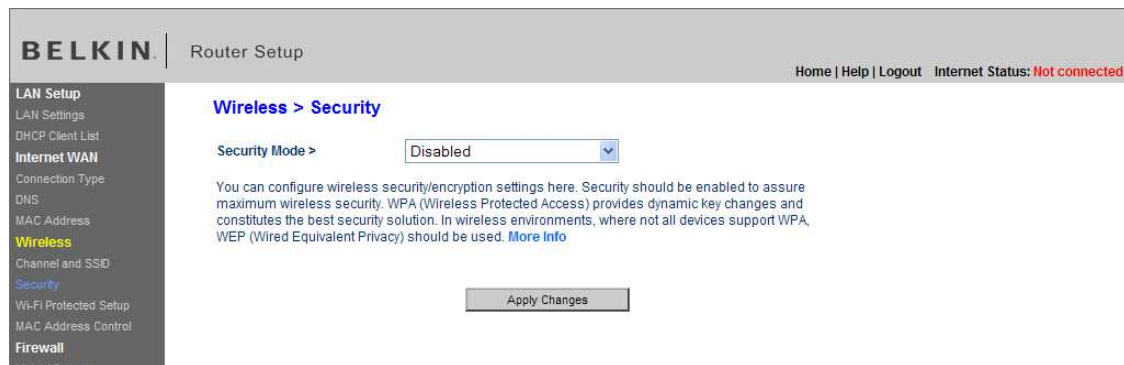 BELKIN.
Router Setup
Home | Help | Logout Internet Status: Not connected
LAN Setup
LAN Settings
DHCP Client List
Internet WAN
Connection Type
DNS
MAC Address
Wireless
Channel and SSID
Security
Wi-Fi Protected Setup
MAC Address Control
Firewall
Wireless > Security
Security Mode >
Disabled
You can configure wireless security/encryption settings here. Security should be enabled to assure
maximum wireless security. WPA (Wireless Protected Access) provides dynamic key changes and
constitutes the best security solution. In wireless environments, where not all devices support WPA,
WEP (Wired Equivalent Privacy) should be used. More Info
Apply Changes